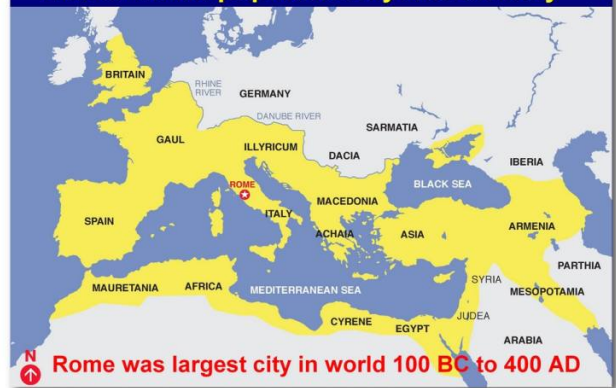 BRITAIN
RHINE
RIVER
GERMANY
DANUBE RIVER
SARMATIA
GAUL
ILLYRICUM
DACIA
IBERIA
ROME
BLACK SEA
ITALY
MACEDONIA
SPAIN
ACHAIA
ASIA
ARMENIA
PARTHIA
SYRIA
MAURETANIA
AFRICA
MEDITERRANEAN SEA
MESOPOTAMIA
JUDEA
CYRENE
EGYPT
ARABIA
N
Rome was largest city in world 100 BC to 400 AD